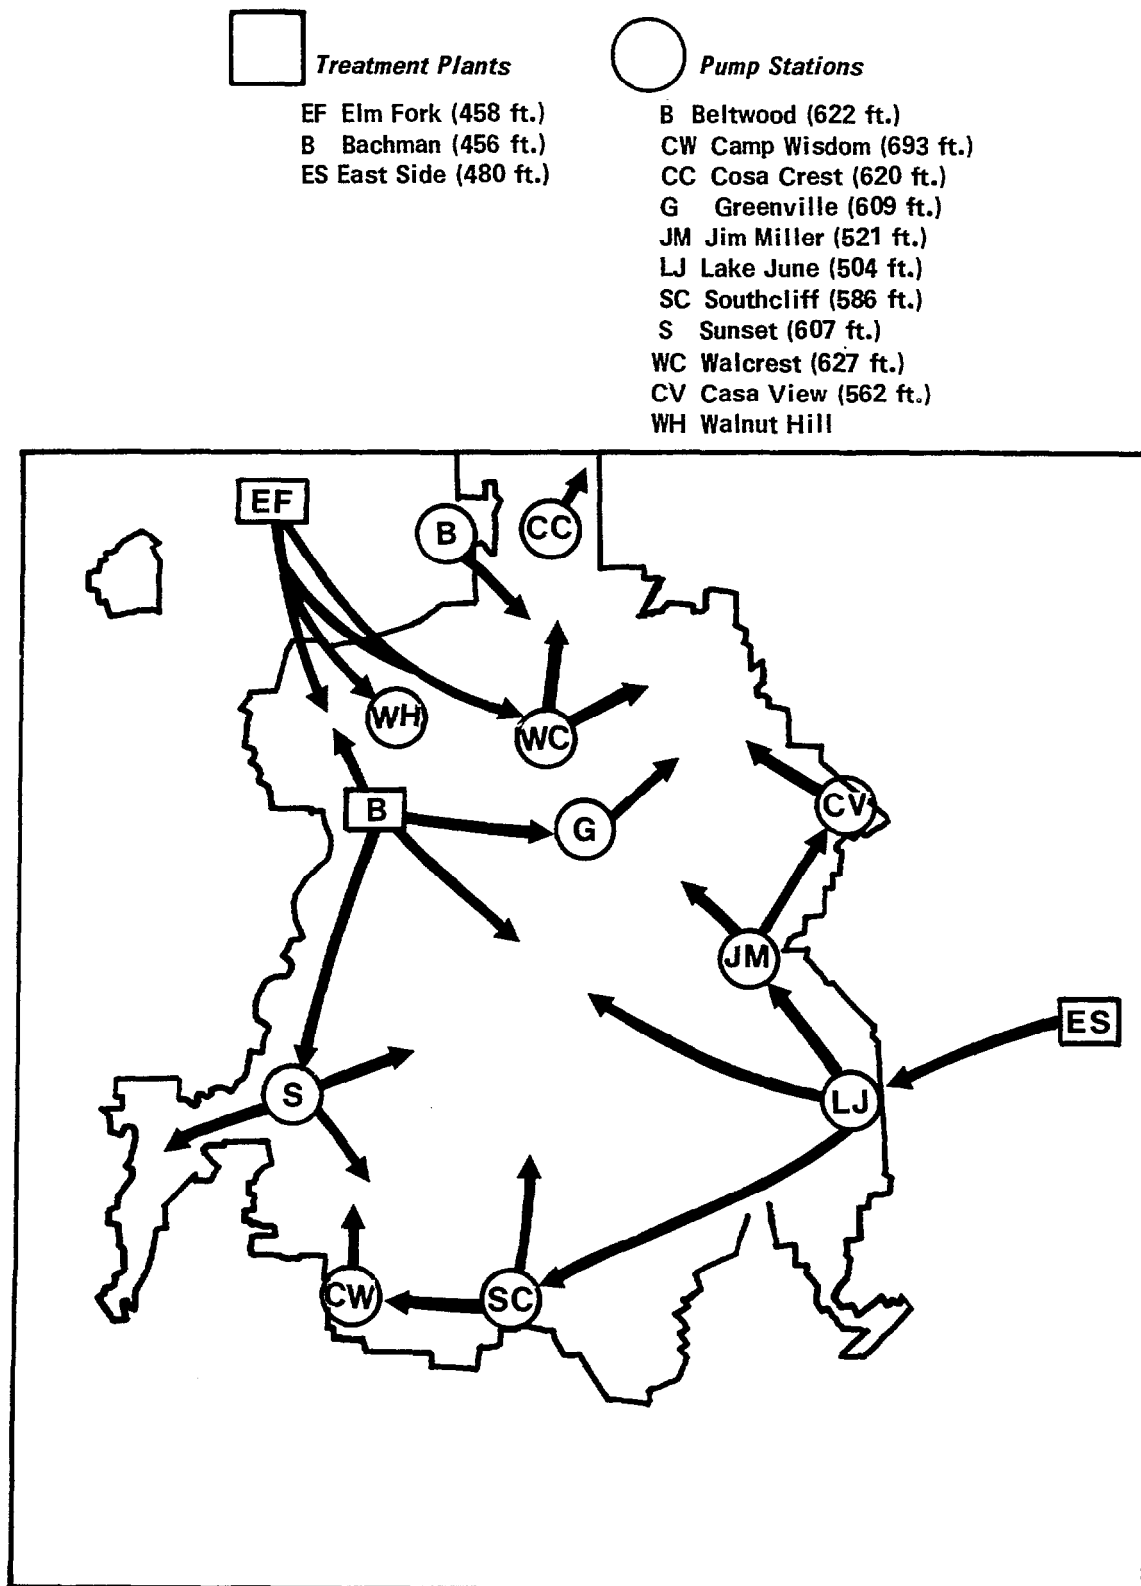 Treatment Plants
EF Elm Fork (458 ft.)
B Bachman (456 ft.)
ES East Side (480 ft.)
Pump Stations
B Beltwood (622 ft.)
CW Camp Wisdom (693 ft.)
CC Cosa Crest (620 ft.)
G Greenville (609 ft.)
JM Jim Miller (521 ft.)
LJ Lake June (504 ft.)
SC Southcliff (586 ft.)
S Sunset (607 ft.)
WC Walcrest (627 ft.)
CV Casa View (562 ft.)
WH Walnut Hill
EF
B
CC
WH
WC
B
G
CV
JM
ES
S
LJ
CW
SC